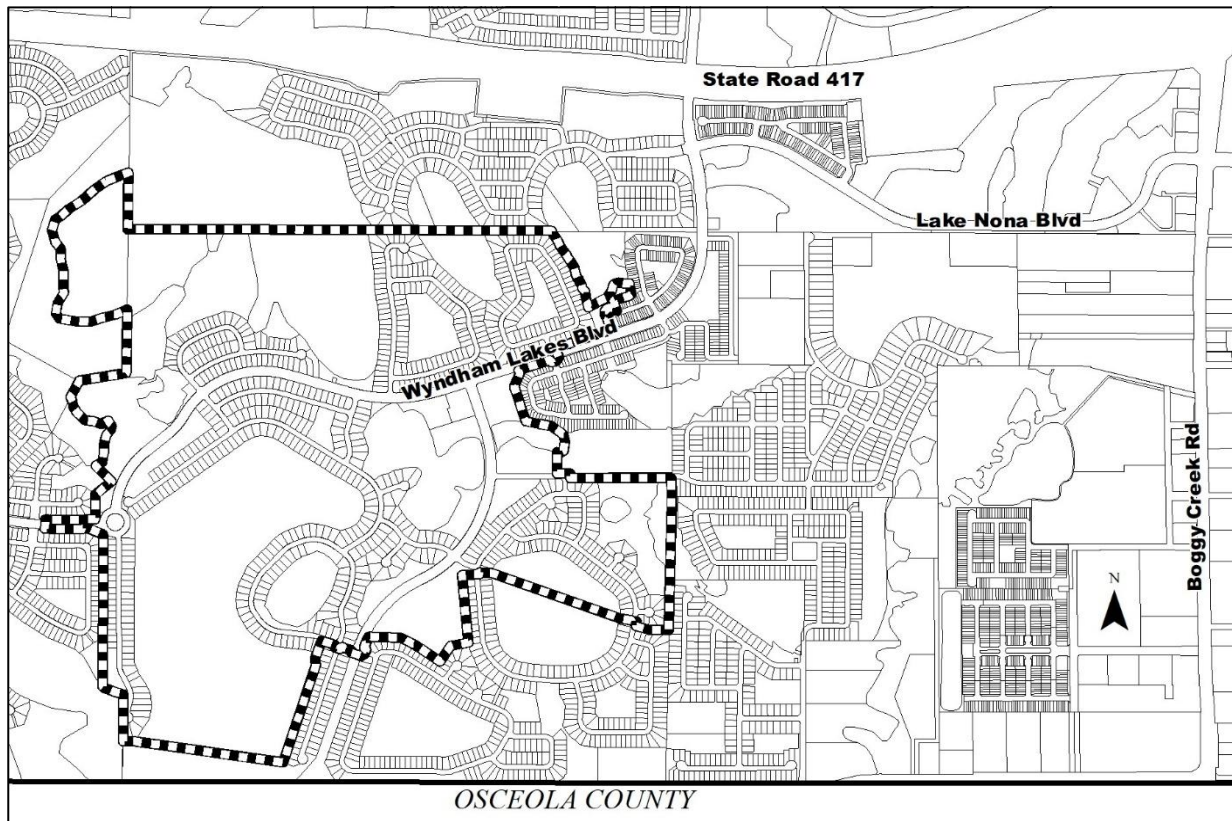 State Road 417
Lake Nona Blvd
Wyndham Lakes Blvd
Boggy Creek Rd
N
OSCEOLA COUNTY